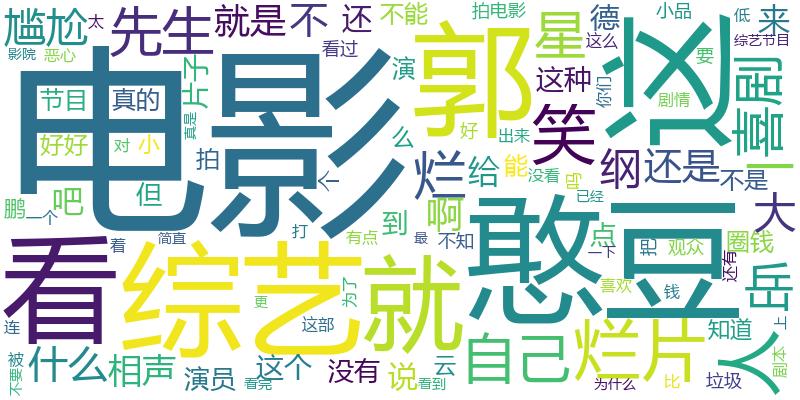 尴尬
太
影院
恶心
先生
就是
不
还
看过
不能
拍电影
星
德
这么
小品
低
来
综艺节目
电影
郭
这
喜剧
节目
真的
片子
真是
演
这种
你们
剧情
要
好好
对
小
笑
好
出来
么
拍
个
烂
给
能
没看
吗
纲
还是
不是
鹏
一个
吧
但
到
啊
憨豆
已经
大
点
看
综艺
就
着
简直
打
有点
最
不知
一下
把
观众
圈钱
还有
岳
人
连
更
为了
这部
喜欢
钱
上
不要
被
什么
相声
演员
这个
看完
没有
说
云
看到
自己
烂片
为什么
比
知道
垃圾
剧本